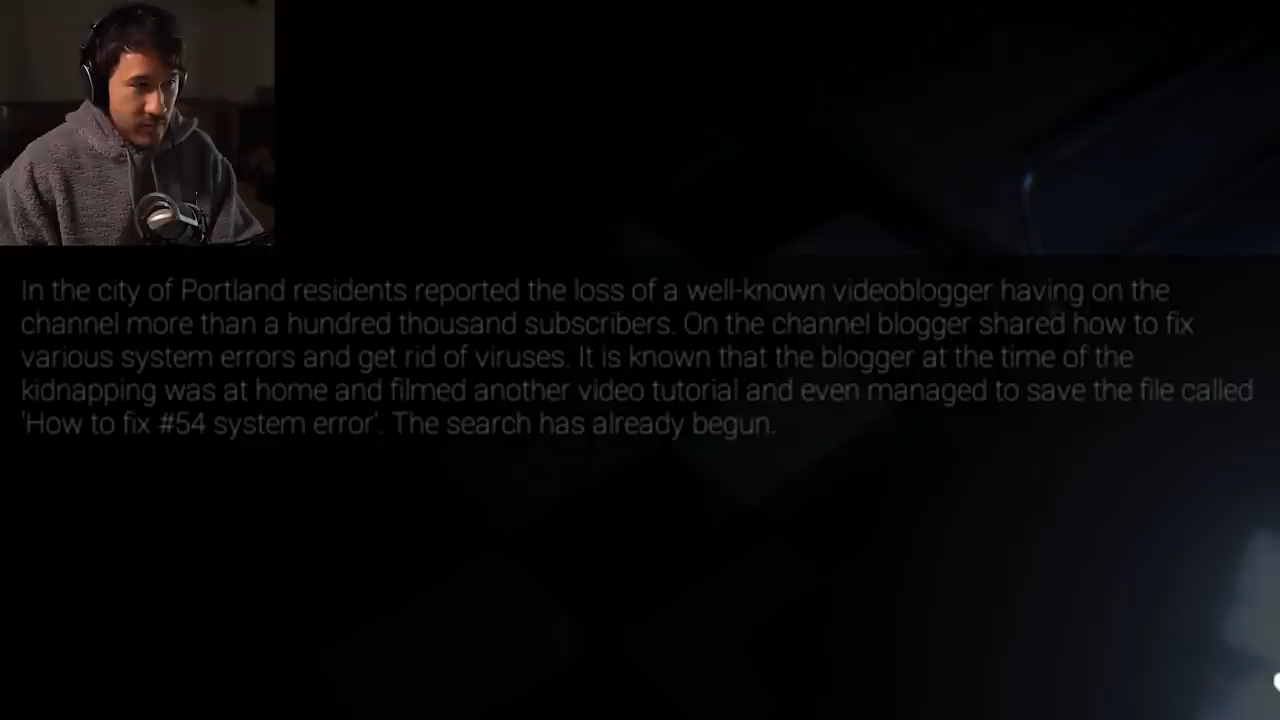 In the city of Portland residents reported the loss of a well-known videoblogger having on the
channel more than a hundred thousand subscribers. On the channel blogger shared how to fix
various system errors and get rid of viruses. It is known that the blogger at the time of the
kidnapping was at home and filmed another video tutorial and even managed to save the file called
'How to fix #54 system error'. The search has already begun.